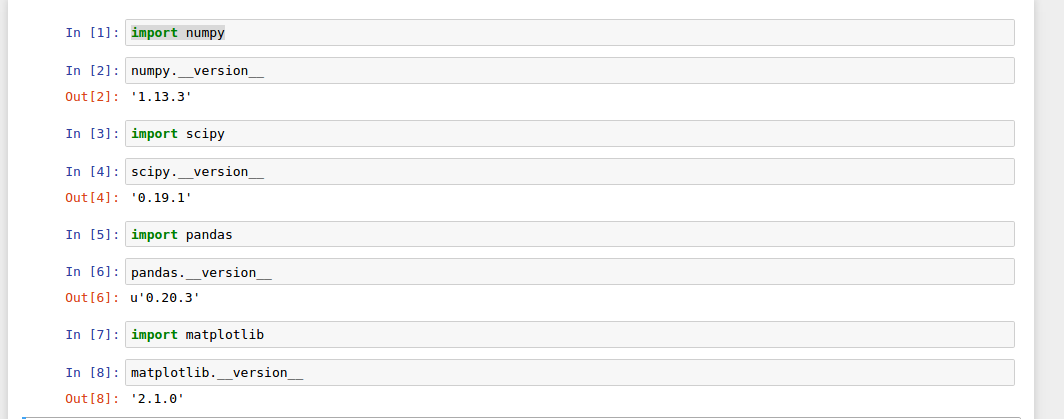 In [1]: import numpy
In [2]: numpy.__version__
Out[2]: '1.13.3'
In [3]: import scipy
In [4]: scipy.__version__
Out[4]: '0.19.1'
In [5]: import pandas
In [6]: pandas.__version__
Out[6]: u'0.20.3'
In [7]: import matplotlib
In [8]: matplotlib.__version__
Out[8]: '2.1.0'